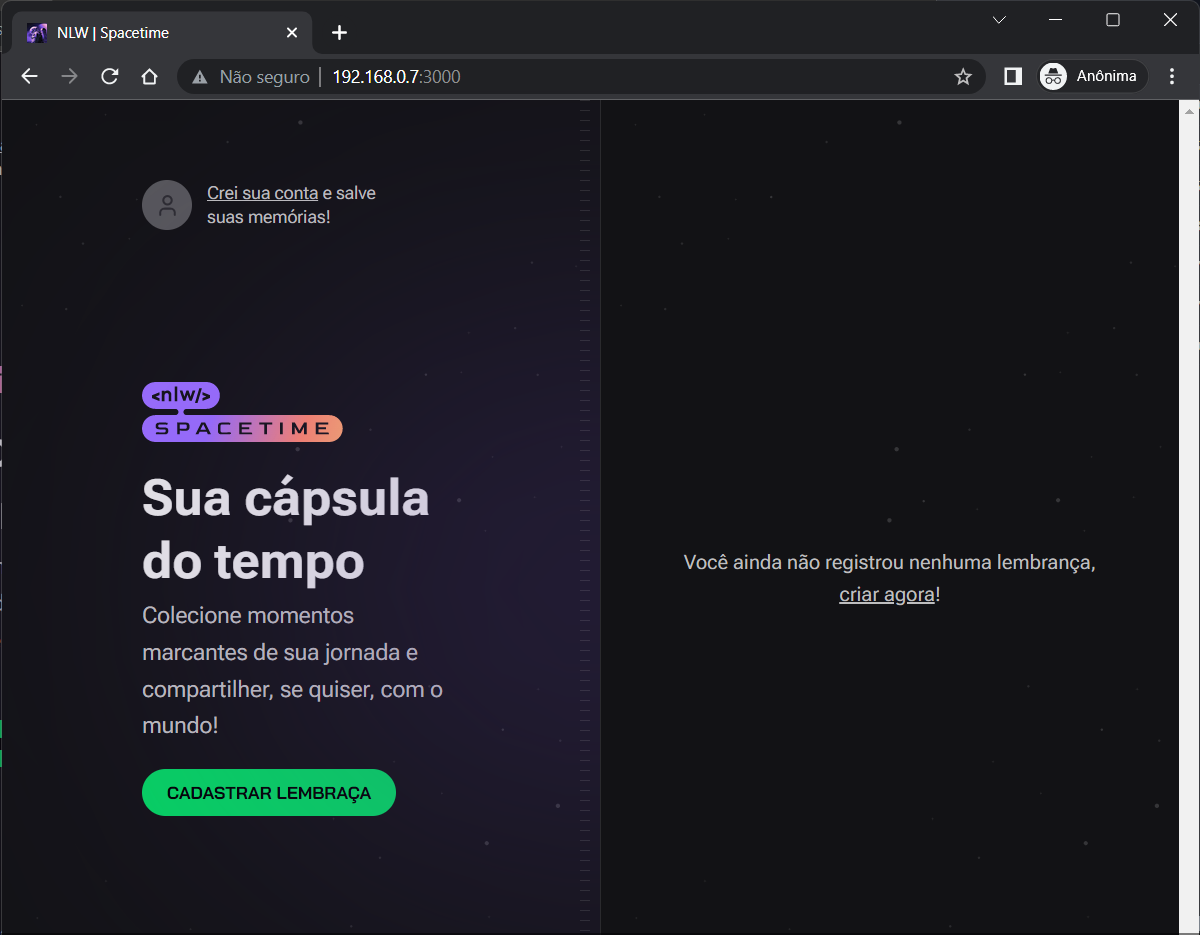 NLW | Spacetime
Não seguro | 192.168.0.7:3000
Anônima
Crei sua conta e salve
suas memórias!
<nlw/>
SPACETIME
Sua cápsula
do tempo
Colecione momentos
marcantes de sua jornada e
compartilher, se quiser, com o
mundo!
CADASTRAR LEMBRAÇA
Você ainda não registrou nenhuma lembrança,
criar agora!